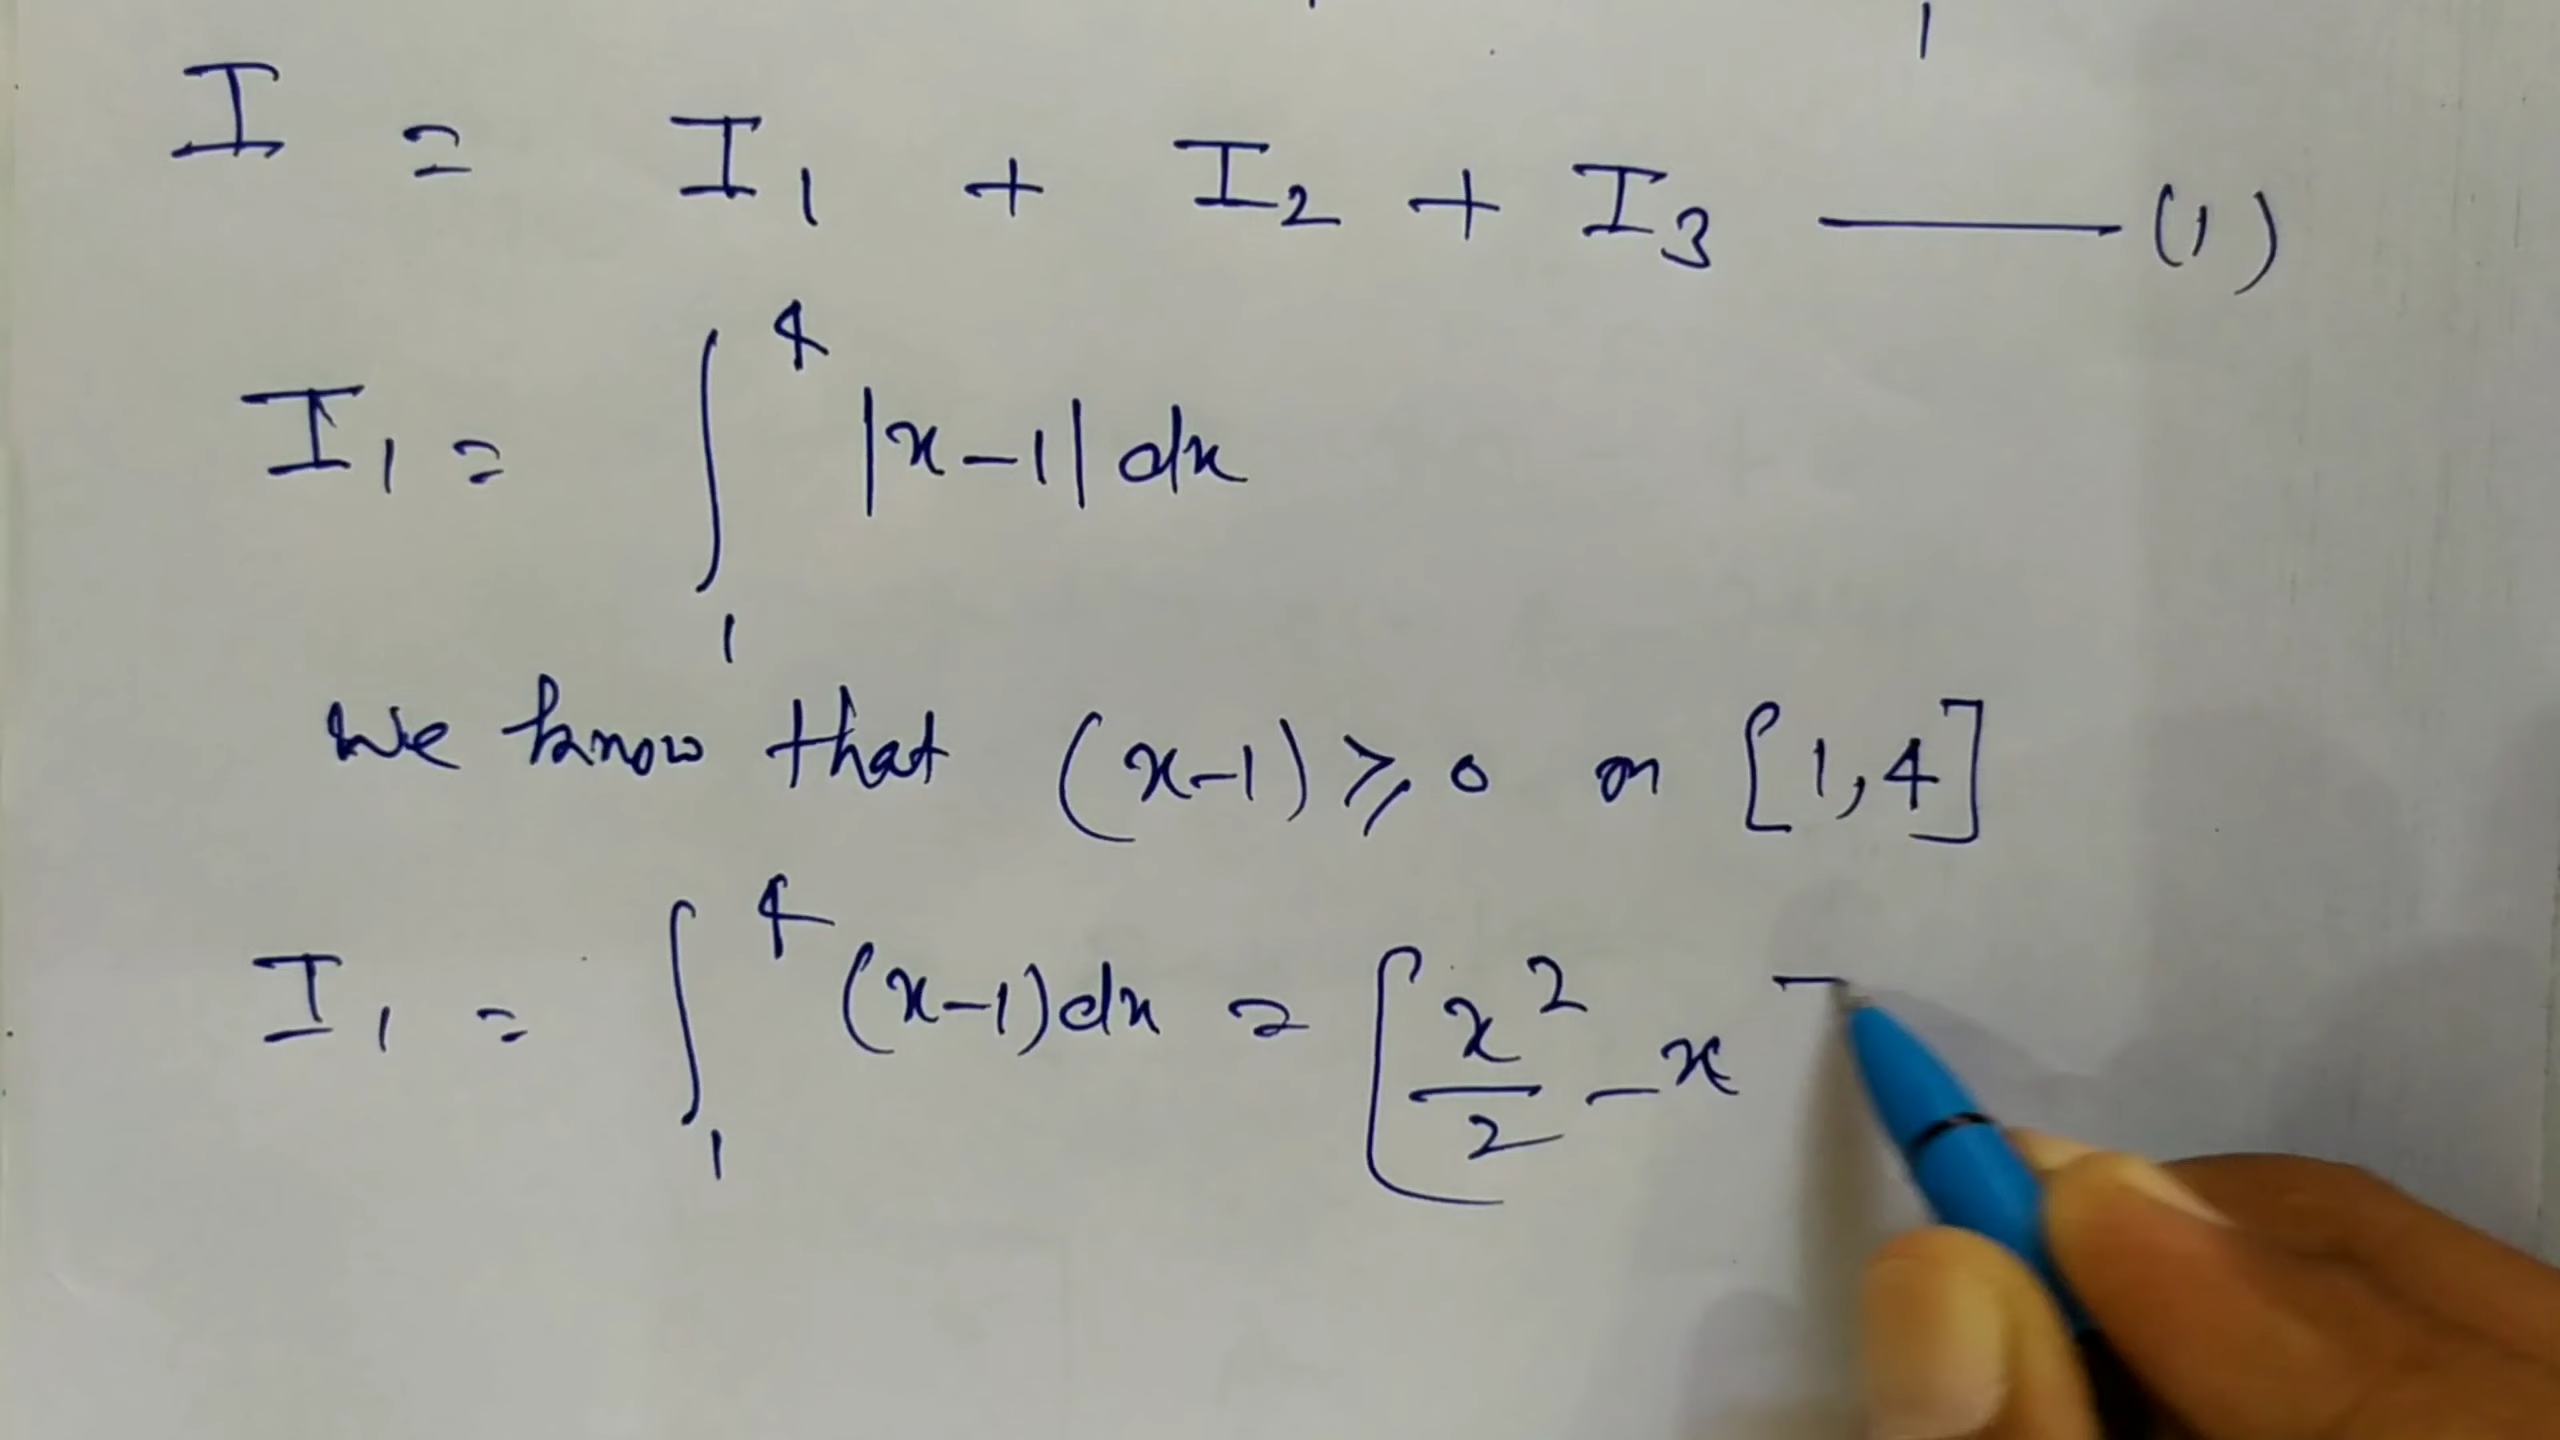 I = I₁ + I₂ + I₃ —— (1)
I₁ = ∫₁⁴ |x-1| dx
We know that (x-1) ⩾ 0 on [1,4]
I₁ = ∫₁⁴ (x-1) dx = [x²/2 - x